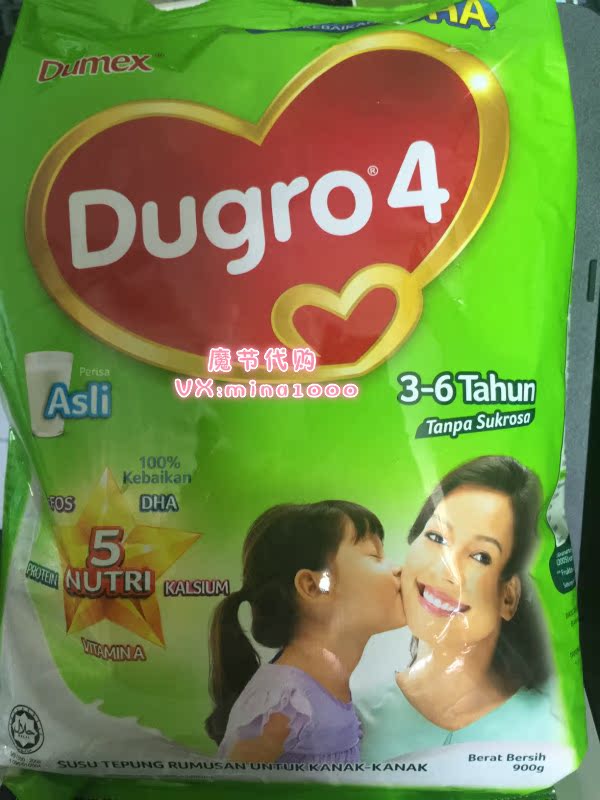 DHA
Dumex
Dugro® 4
魔节代购
VX:mina1000
Perisa
Asli
3-6 Tahun
Tanpa Sukrosa
100%
Kebaikan
DHA
5
NUTRI
PROTEIN
KALSIUM
VITAMIN A
SUSU TEPUNG RUMUSAN UNTUK KANAK-KANAK
Berat Bersih
900g